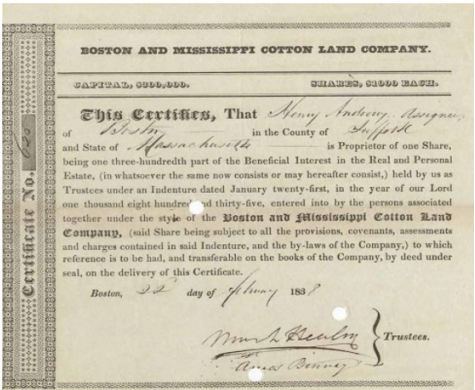 BOSTON AND MISSISSIPPI COTTON LAND COMPANY.
CAPITAL, $300,000. SHARES, $1000 EACH.
This Certifies, That Henry Andrews, Assignee
of Boston in the County of Suffolk
and State of Massachusetts is Proprietor of one Share,
being one three-hundredth part of the Beneficial Interest in the Real and Personal
Estate, (in whatsoever the same now consists or may hereafter consist,) held by us as
Trustees under an Indenture dated January twenty-first, in the year of our Lord
one thousand eight hundred and thirty-five, entered into by the persons associated
together under the style of the Boston and Mississippi Cotton Land
Company, (said Share being subject to all the provisions, covenants, assessments
and charges contained in said Indenture, and the by-laws of the Company,) to which
reference is to be had, and transferable on the books of the Company, by deed under
seal, on the delivery of this Certificate.
Boston, 22 day of February 1838
Mark Healey
Amos Binney
Trustees.
Certificate No.